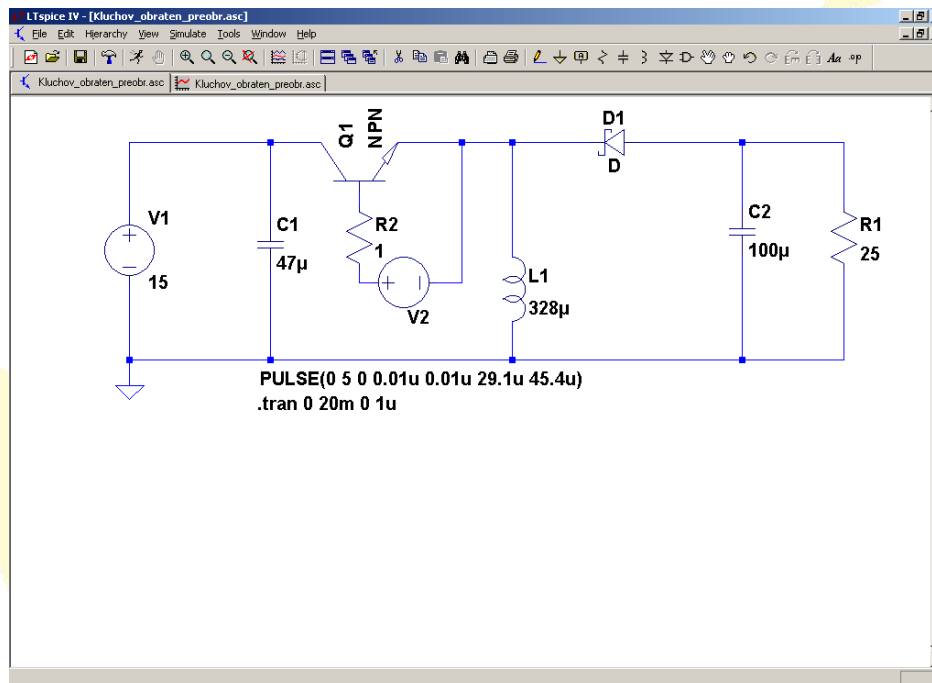 LTspice IV - [Kluchov_obraten_preobr.asc]
File Edit Hierarchy View Simulate Tools Window Help
Aa .op
Kluchov_obraten_preobr.asc Kluchov_obraten_preobr.asc
Q1
NPN
D1
D
V1
15
C1
47µ
R2
1
V2
L1
328µ
C2
100µ
R1
25
PULSE(0 5 0 0.01u 0.01u 29.1u 45.4u)
.tran 0 20m 0 1u